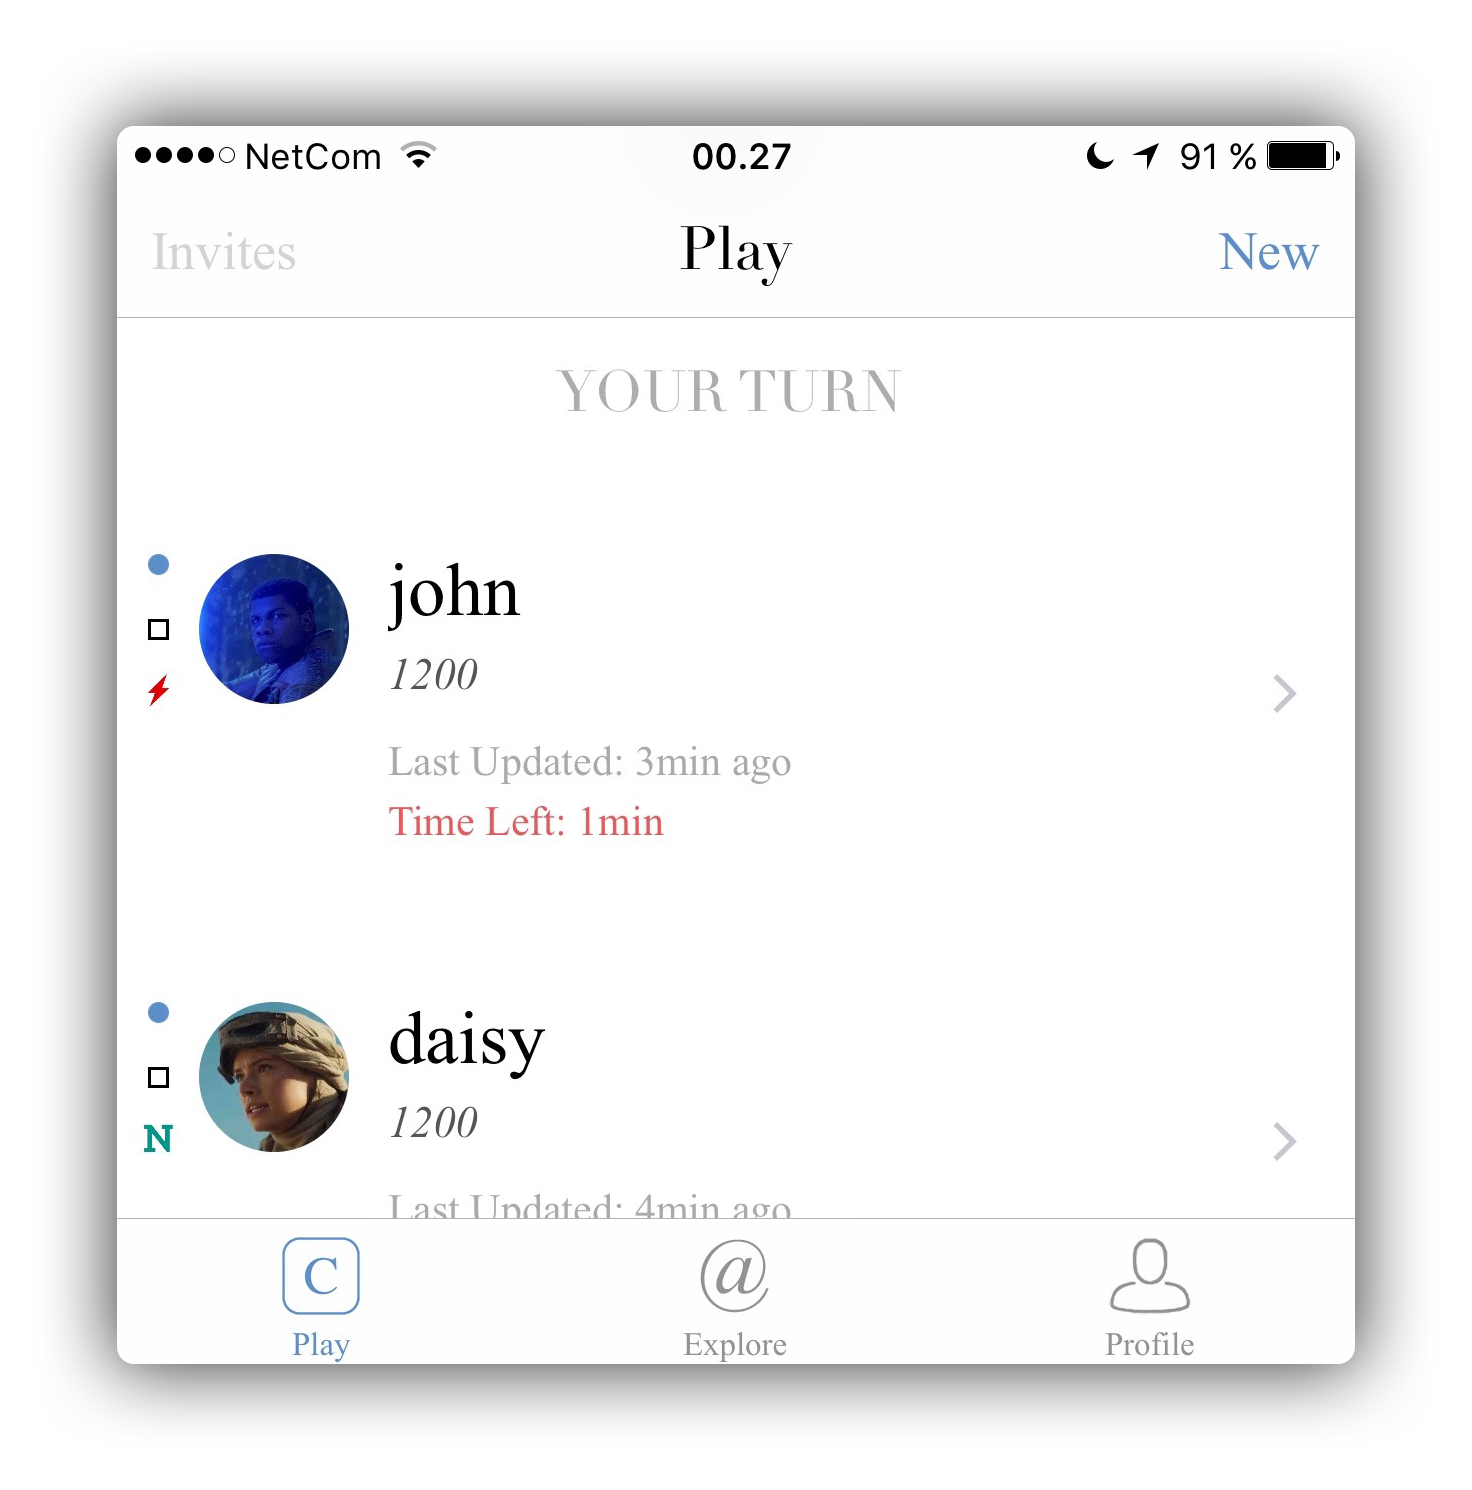 NetCom 00.27 91 %
Invites Play New
YOUR TURN
john
1200
Last Updated: 3min ago
Time Left: 1min
daisy
1200
N
Last Updated: 4min ago
C @
Play Explore Profile